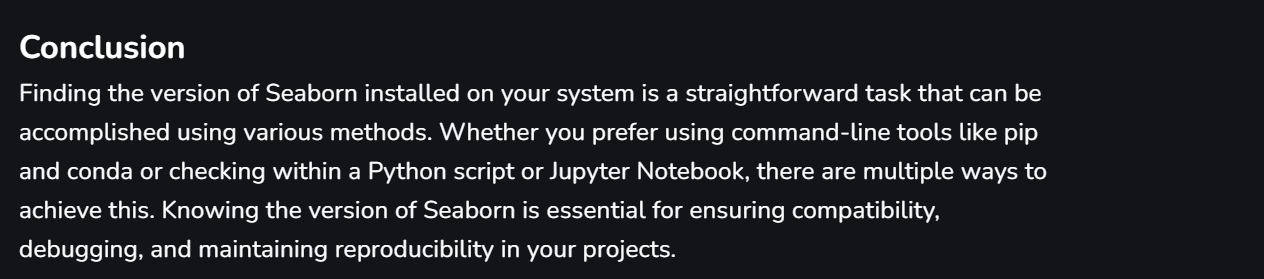 Conclusion
Finding the version of Seaborn installed on your system is a straightforward task that can be
accomplished using various methods. Whether you prefer using command-line tools like pip
and conda or checking within a Python script or Jupyter Notebook, there are multiple ways to
achieve this. Knowing the version of Seaborn is essential for ensuring compatibility,
debugging, and maintaining reproducibility in your projects.